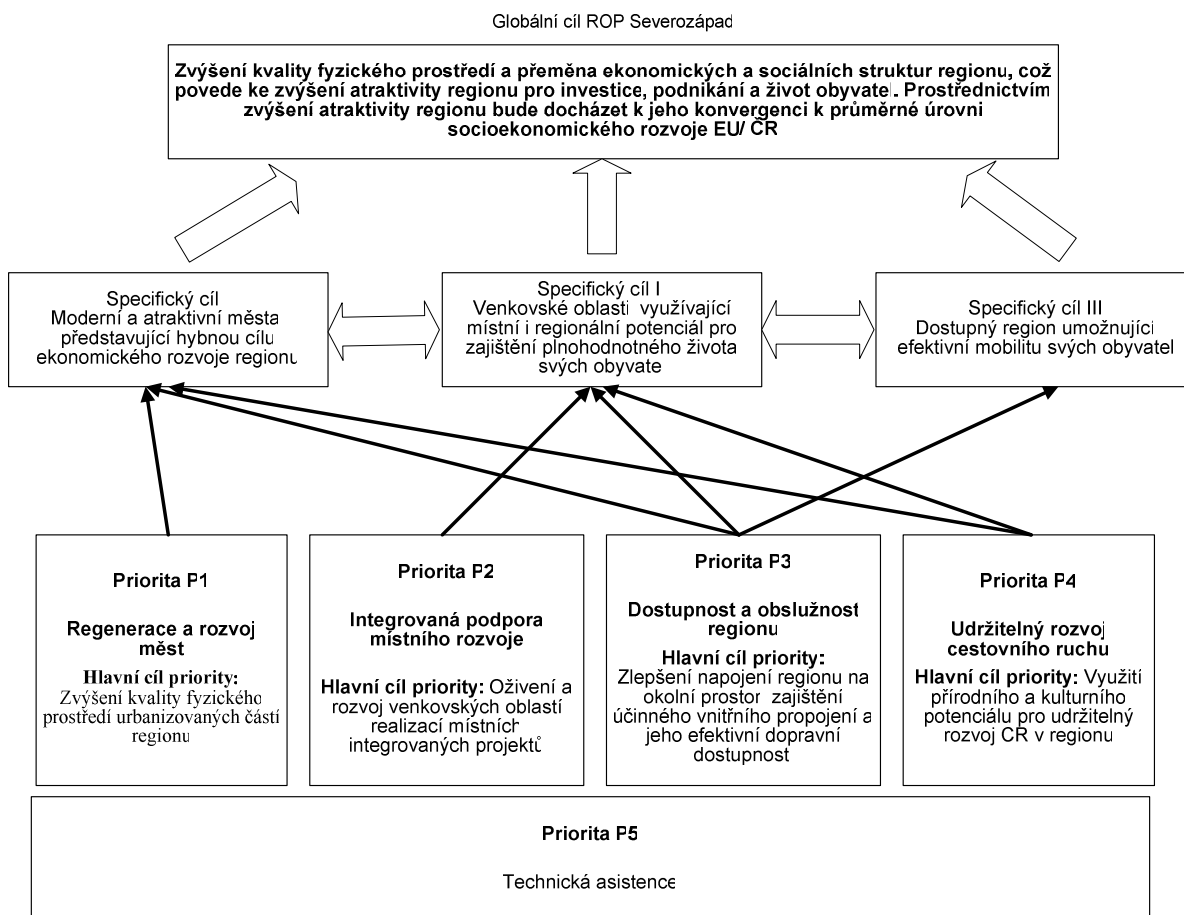 Globální cíl ROP Severozápad
Zvýšení kvality fyzického prostředí a přeměna ekonomických a sociálních struktur regionu, což
povede ke zvýšení atraktivity regionu pro investice, podnikání a život obyvatel. Prostřednictvím
zvýšení atraktivity regionu bude docházet k jeho konvergenci k průměrné úrovni
socioekonomického rozvoje EU/ ČR
Specifický cíl
Moderní a atraktivní města
představující hybnou cílu
ekonomického rozvoje regionu
Specifický cíl I
Venkovské oblasti využívající
místní i regionální potenciál pro
zajištění plnohodnotného života
svých obyvate
Specifický cíl III
Dostupný region umožnující
efektivní mobilitu svých obyvatel
Priorita P1
Regenerace a rozvoj
měst
Hlavní cíl priority:
Zvýšení kvality fyzického
prostředí urbanizovaných částí
regionu
Priorita P2
Integrovaná podpora
místního rozvoje
Hlavní cíl priority: Oživení a
rozvoj venkovských oblastí
realizací místních
integrovaných projektů
Priorita P3
Dostupnost a obslužnost
regionu
Hlavní cíl priority:
Zlepšení napojení regionu na
okolní prostor zajištění
účinného vnitřního propojení a
jeho efektivní dopravní
dostupnost
Priorita P4
Udržitelný rozvoj
cestovního ruchu
Hlavní cíl priority: Využití
přírodního a kulturního
potenciálu pro udržitelný
rozvoj CR v regionu
Priorita P5
Technická asistence